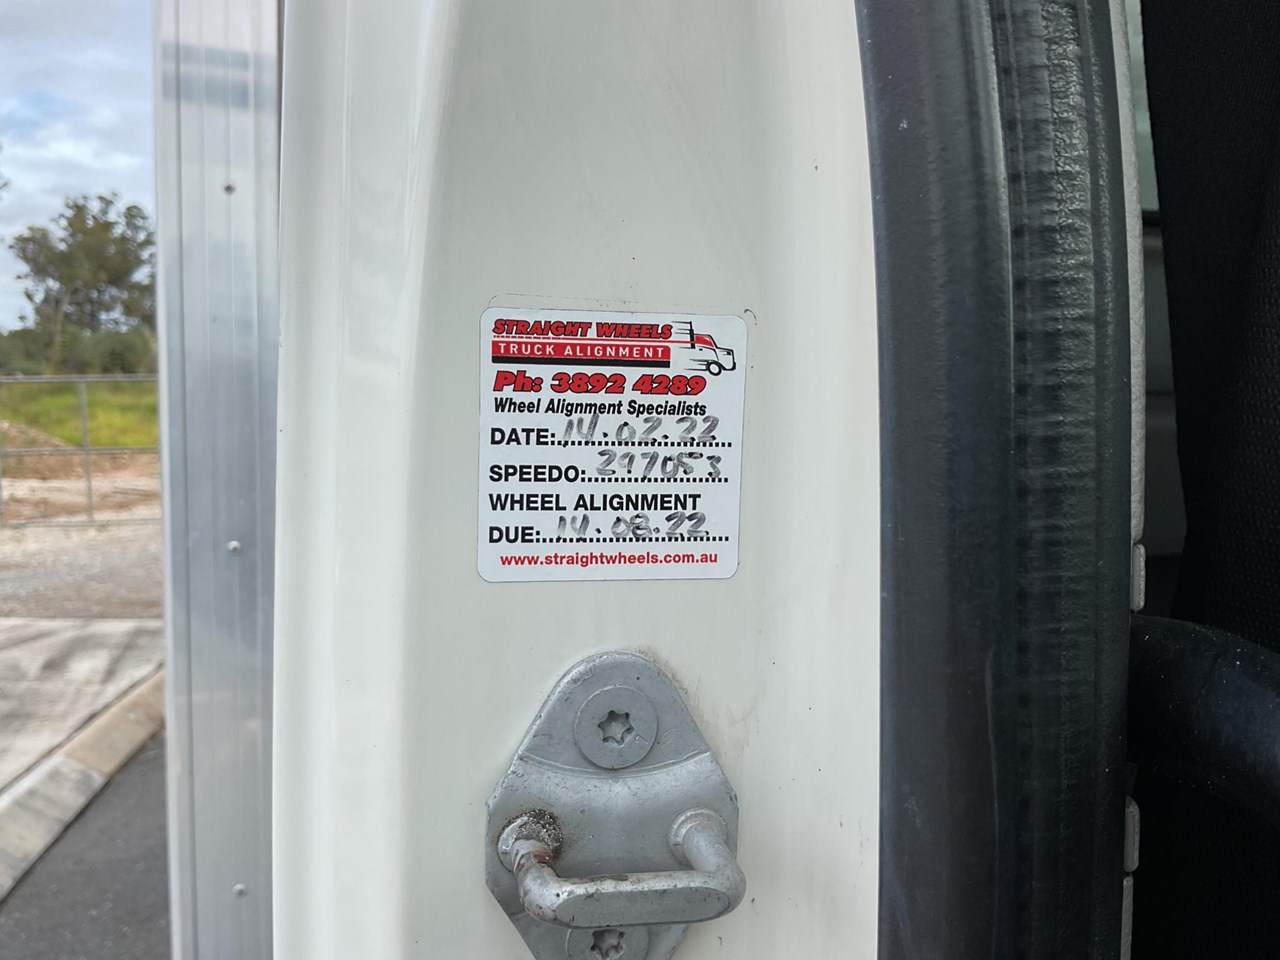 STRAIGHT WHEELS
TRUCK ALIGNMENT
Ph: 3892 4289
Wheel Alignment Specialists
DATE: 14.02.22
SPEEDO: 297053
WHEEL ALIGNMENT
DUE: 14.08.22
www.straightwheels.com.au